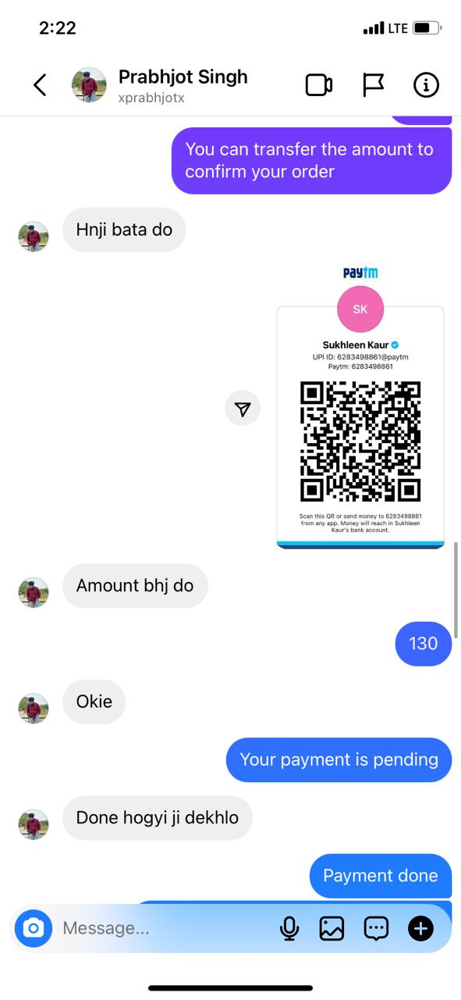 2:22
LTE
Prabhjot Singh
xprabhjotx
You can transfer the amount to
confirm your order
Hnji bata do
paytm
SK
Sukhleen Kaur
UPI ID: 6283498861@paytm
Paytm: 6283498861
Scan this QR or send money to 6283498861
from any app. Money will reach in Sukhleen
Kaur's bank account.
Amount bhj do
130
Okie
Your payment is pending
Done hogyi ji dekhlo
Payment done
Message...